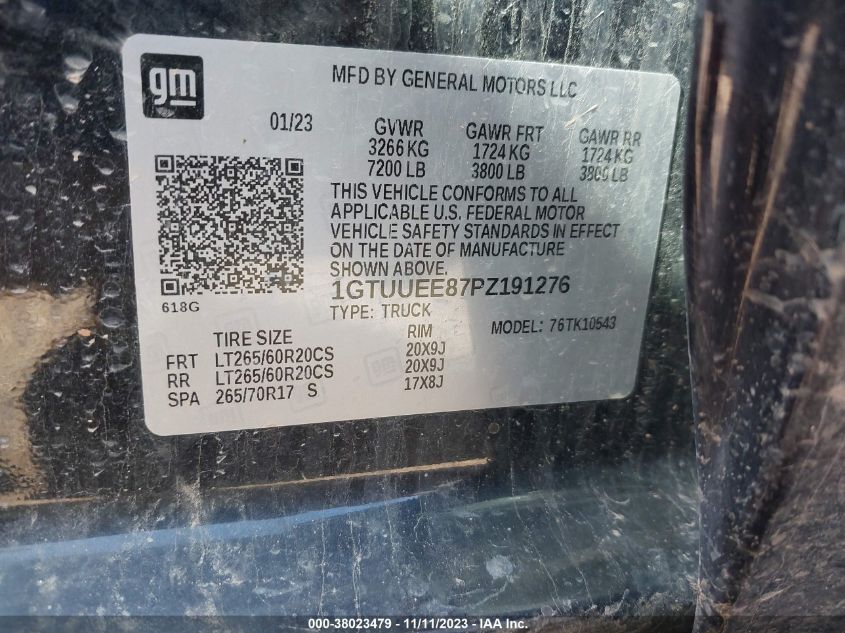 gm
MFD BY GENERAL MOTORS LLC
01/23
GVWR GAWR FRT GAWR RR
3266 KG 1724 KG 1724 KG
7200 LB 3800 LB 3800 LB
THIS VEHICLE CONFORMS TO ALL
APPLICABLE U.S. FEDERAL MOTOR
VEHICLE SAFETY STANDARDS IN EFFECT
ON THE DATE OF MANUFACTURE
SHOWN ABOVE.
618G
1GTUUEE87PZ191276
TYPE: TRUCK
MODEL: 76TK10543
TIRE SIZE RIM
FRT LT265/60R20CS 20X9J
RR LT265/60R20CS 20X9J
SPA 265/70R17 S 17X8J
000-38023479 - 11/11/2023 - IAA Inc.